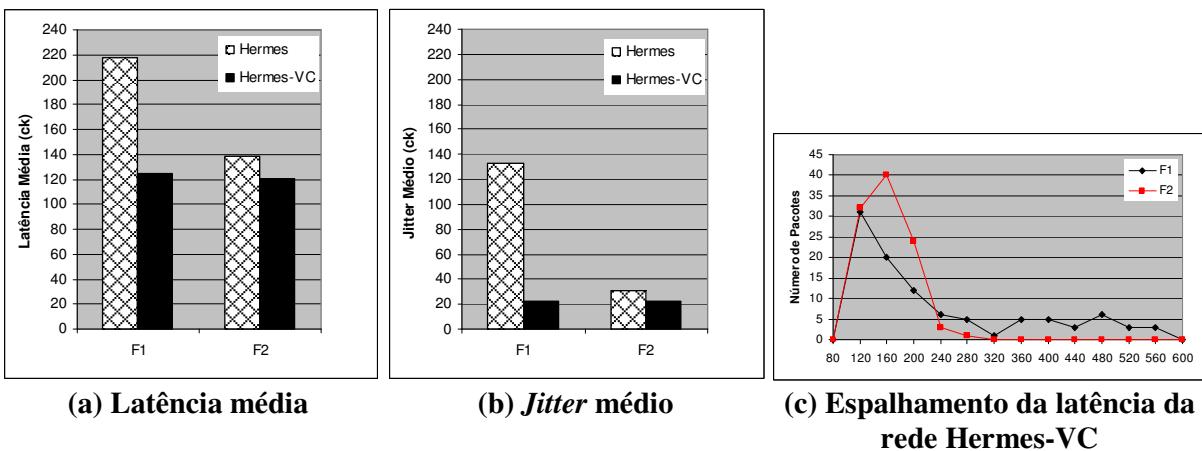 240
220
200
180
160
140
120
100
80
60
40
20
0
Latência Média (ck)
Hermes
Hermes-VC
F1
F2
(a) Latência média
240
220
200
180
160
140
120
100
80
60
40
20
0
Jitter Médio (ck)
Hermes
Hermes-VC
F1
F2
(b) Jitter médio
45
40
35
30
25
20
15
10
5
0
Número de Pacotes
F1
F2
80 120 160 200 240 280 320 360 400 440 480 520 560 600
(c) Espalhamento da latência da
rede Hermes-VC